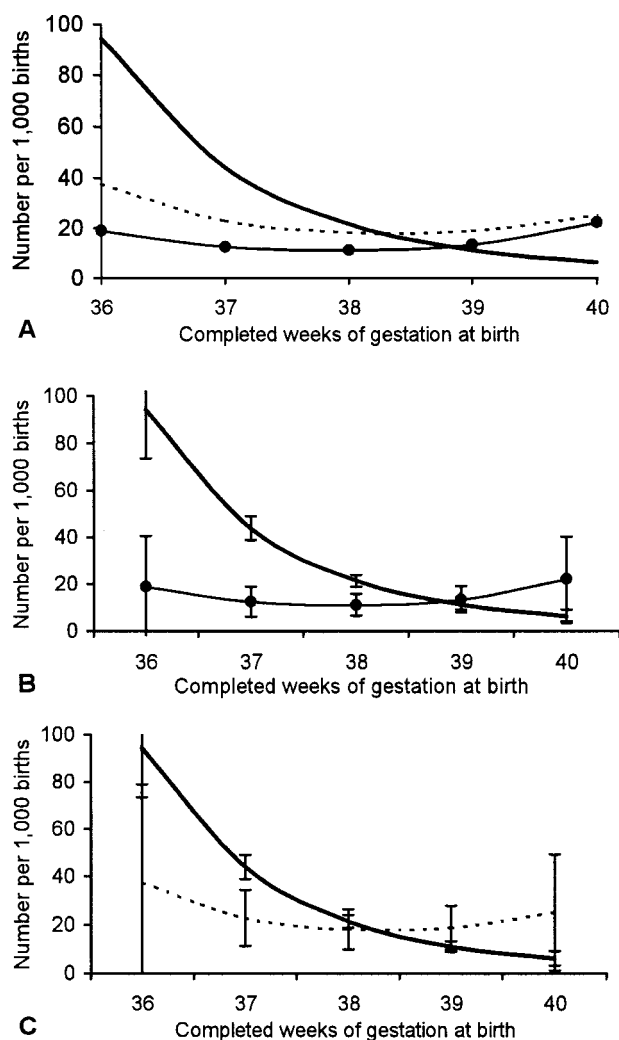 100
80
60
40
20
0
Number per 1,000 births
36 37 38 39 40
Completed weeks of gestation at birth
A
100
80
60
40
20
0
Number per 1,000 births
36 37 38 39 40
Completed weeks of gestation at birth
B
100
80
60
40
20
0
Number per 1,000 births
36 37 38 39 40
Completed weeks of gestation at birth
C